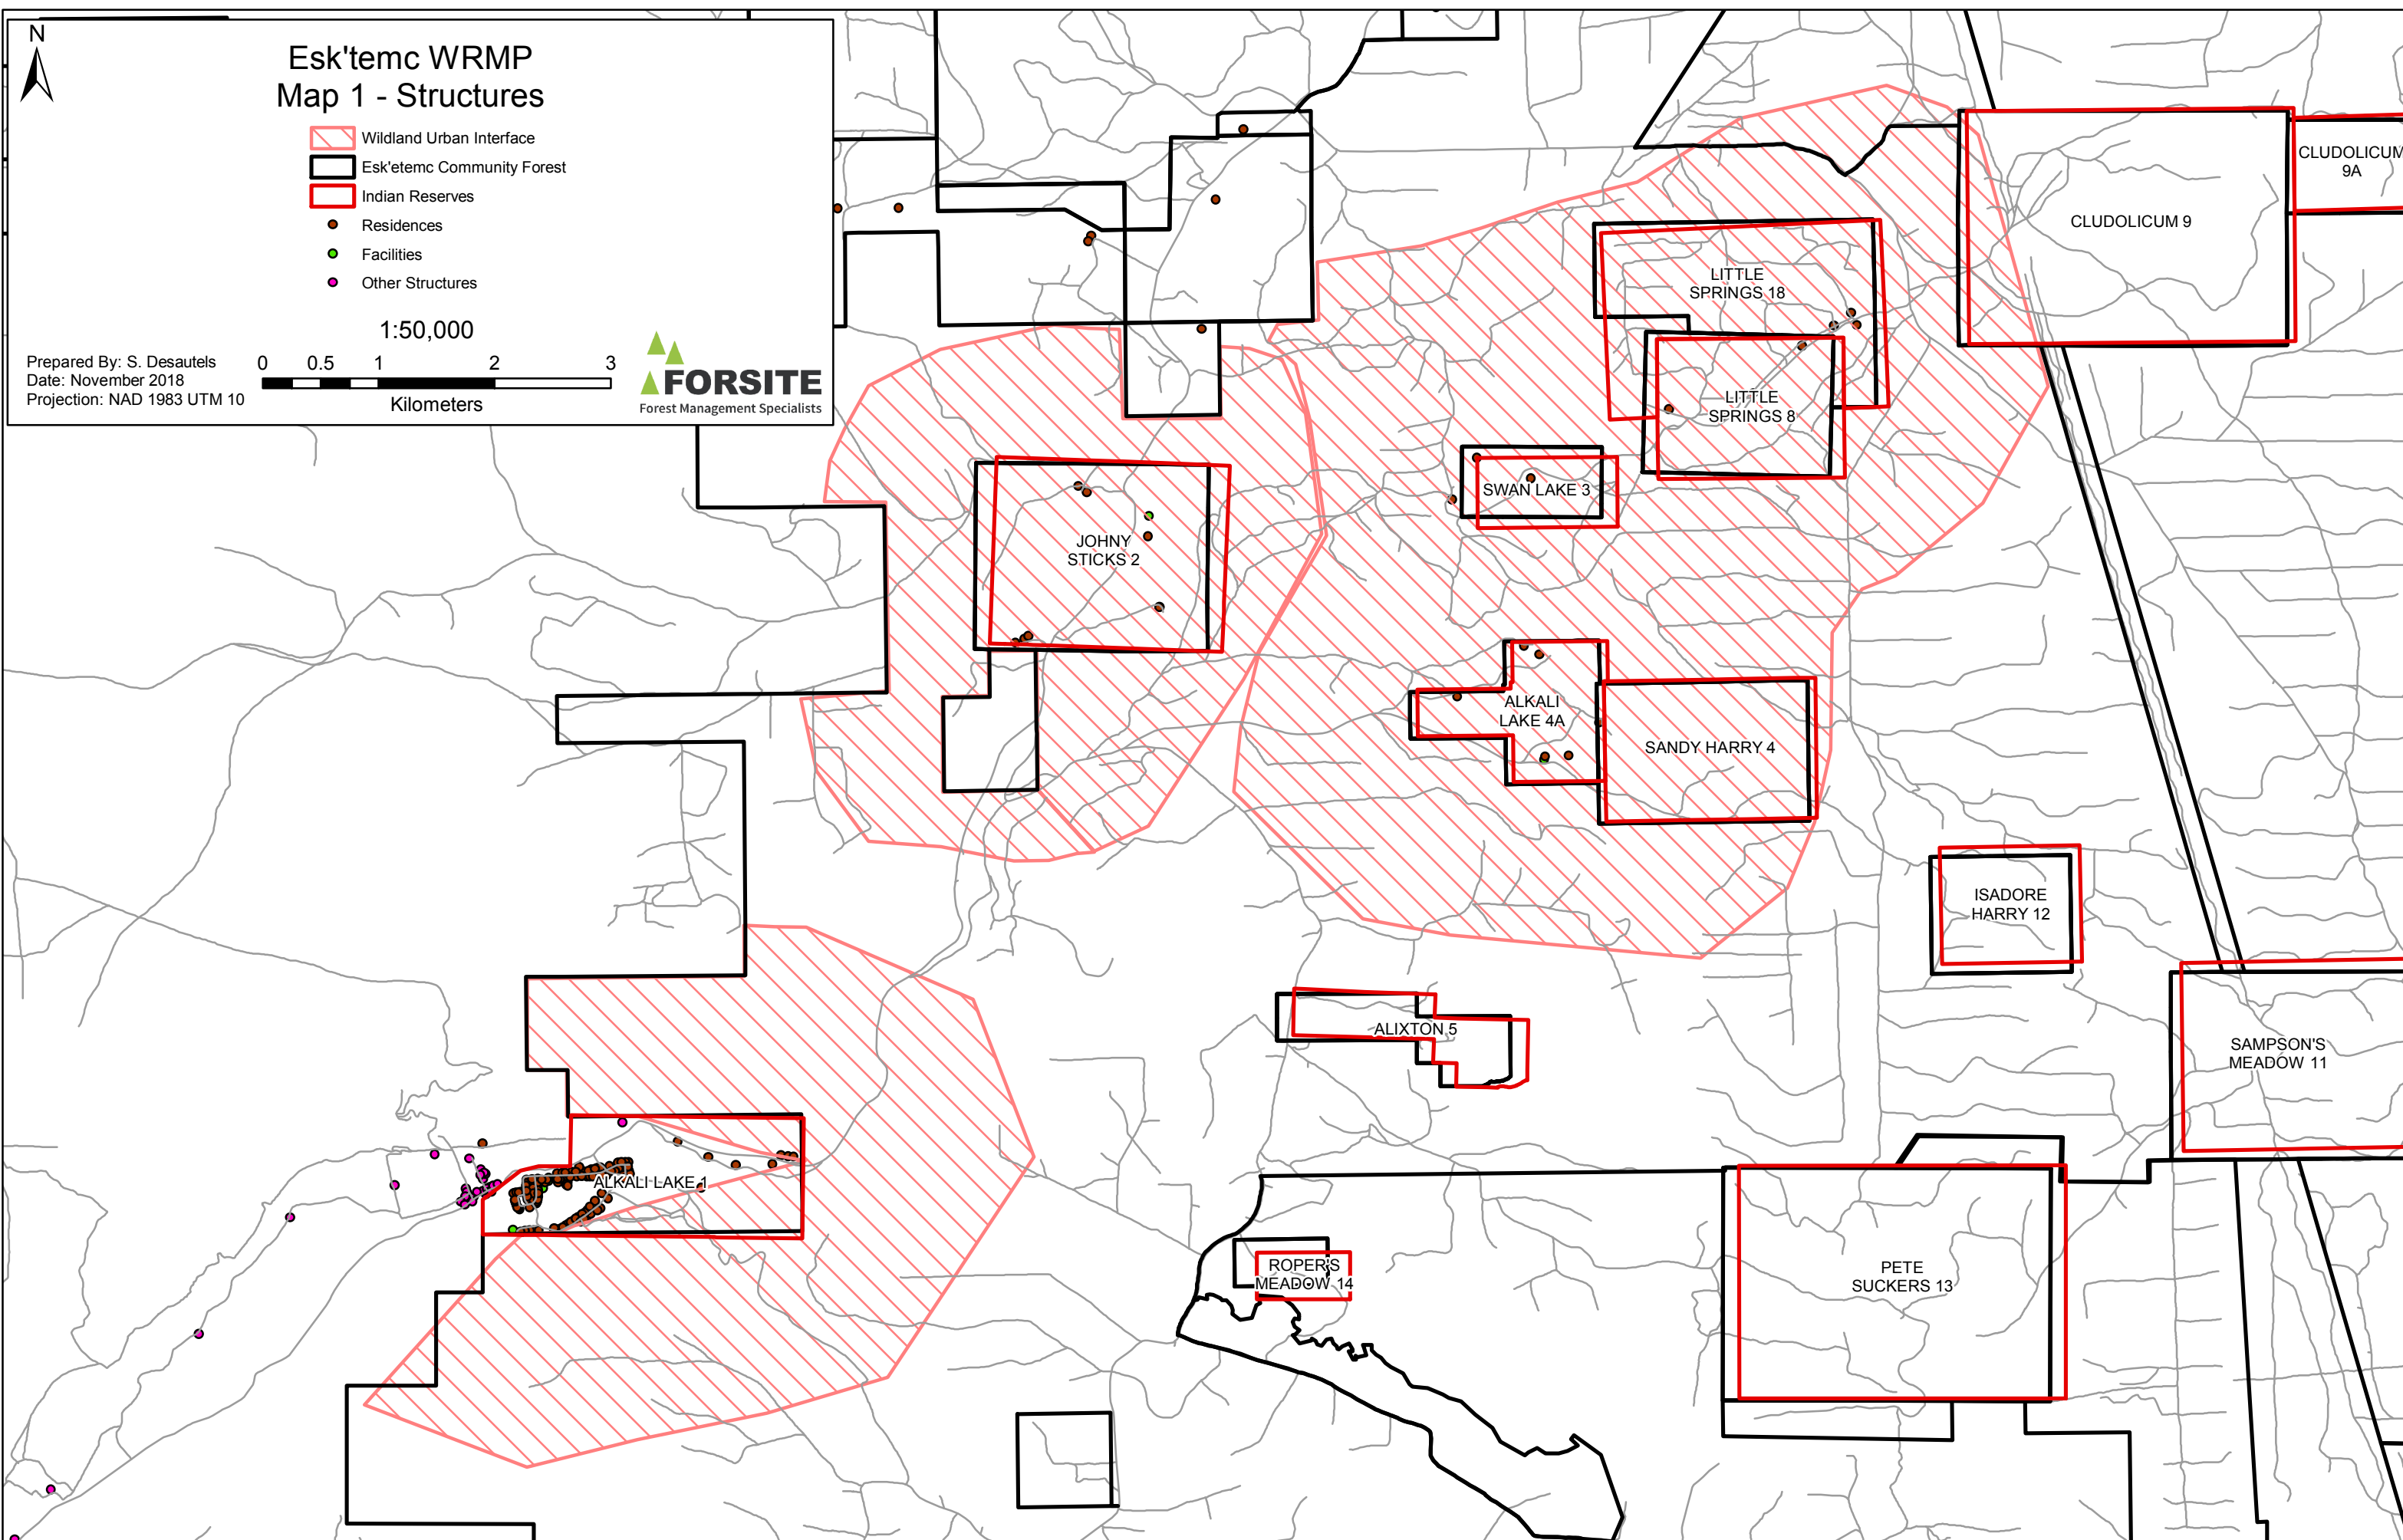 N
Esk'temc WRMP
Map 1 - Structures
Wildland Urban Interface
Esk'etemc Community Forest
Indian Reserves
Residences
Facilities
Other Structures
1:50,000
Prepared By: S. Desautels
Date: November 2018
Projection: NAD 1983 UTM 10
0 0.5 1 2 3
Kilometers
FORSITE
Forest Management Specialists
CLUDOLICUM
9A
CLUDOLICUM 9
LITTLE
SPRINGS 18
LITTLE
SPRINGS 8
SWAN LAKE 3
JOHNY
STICKS 2
ALKALI
LAKE 4A
SANDY HARRY 4
ISADORE
HARRY 12
ALIXTON 5
SAMPSON'S
MEADOW 11
ALKALI LAKE 1
ROPER'S
MEADOW 14
PETE
SUCKERS 13